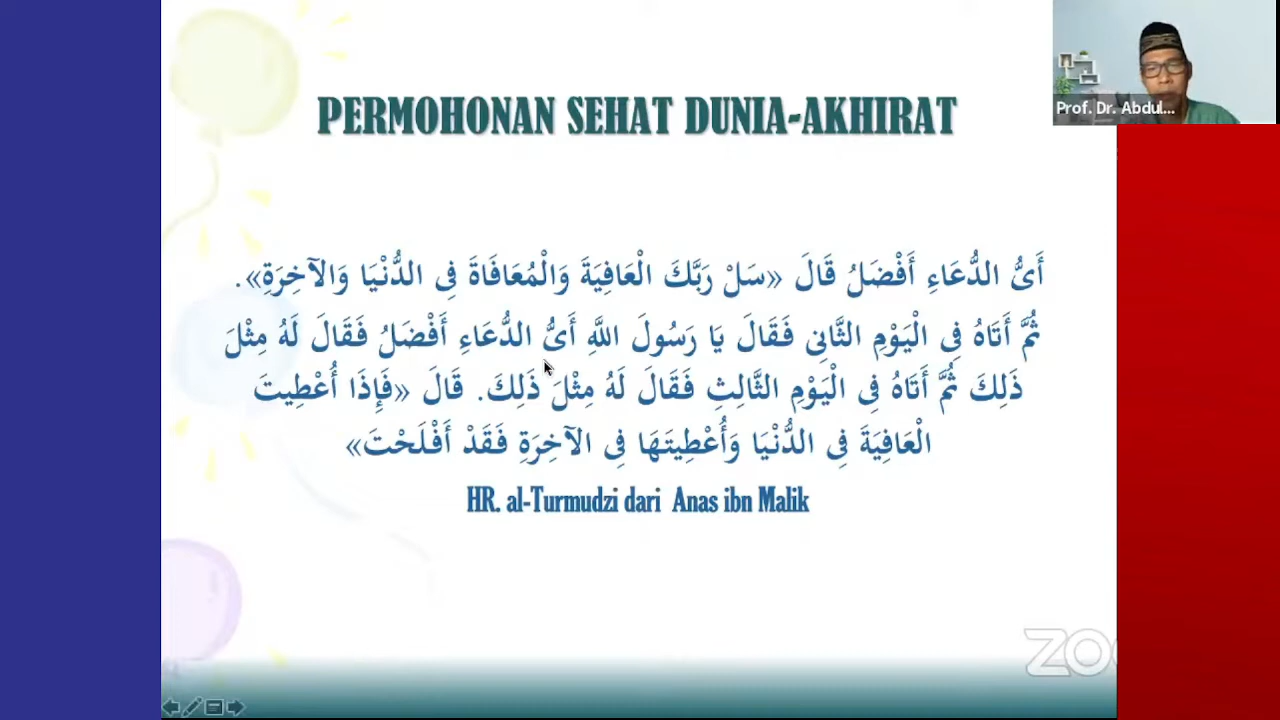 PERMOHONAN SEHAT DUNIA-AKHIRAT
Prof. Dr. Abdul...
أَىُّ الدُّعَاءِ أَفْضَلُ قَالَ «سَلْ رَبَّكَ الْعَافِيَةَ وَالْمُعَافَاةَ فِى الدُّنْيَا وَالآخِرَةِ».
ثُمَّ أَتَاهُ فِى الْيَوْمِ الثَّانِى فَقَالَ يَا رَسُولَ اللَّهِ أَىُّ الدُّعَاءِ أَفْضَلُ فَقَالَ لَهُ مِثْلَ
ذَلِكَ ثُمَّ أَتَاهُ فِى الْيَوْمِ الثَّالِثِ فَقَالَ لَهُ مِثْلَ ذَلِكَ. قَالَ «فَإِذَا أُعْطِيتَ
الْعَافِيَةَ فِى الدُّنْيَا وَأُعْطِيتَهَا فِى الآخِرَةِ فَقَدْ أَفْلَحْتَ»
HR. al-Turmudzi dari Anas ibn Malik
ZOO